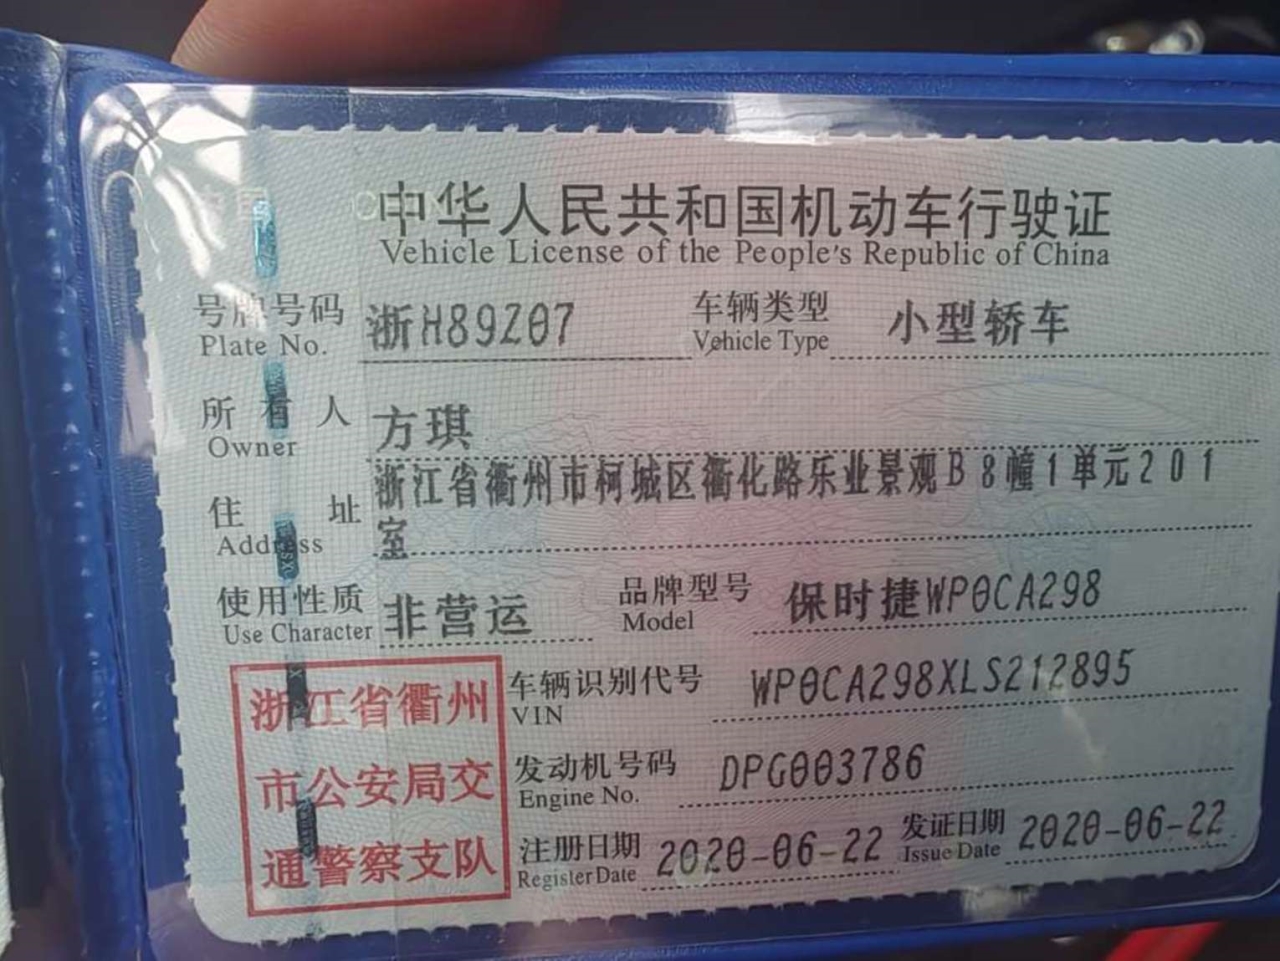 中华人民共和国机动车行驶证
Vehicle License of the People's Republic of China
号牌号码 浙H89Z07 车辆类型 小型轿车
Plate No. Vehicle Type
所有人 方琪
Owner
浙江省衢州市柯城区衢化路乐业景观B8幢1单元201
住址 室
Address
使用性质 非营运 品牌型号 保时捷WP0CA298
Use Character Model
车辆识别代号 WP0CA298XLS212895
VIN
发动机号码 DPG003786
Engine No.
注册日期 2020-06-22 发证日期 2020-06-22
Register Date Issue Date
浙江省衢州
市公安局交
通警察支队